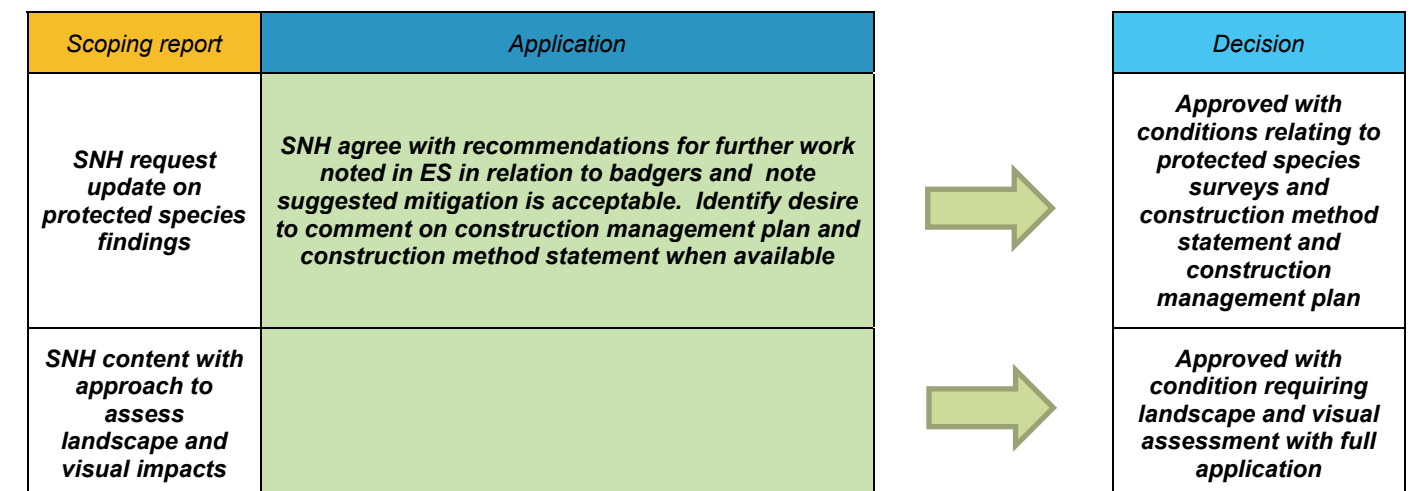 Scoping report
Application
Decision
SNH request
update on
protected species
findings
SNH agree with recommendations for further work
noted in ES in relation to badgers and note
suggested mitigation is acceptable. Identify desire
to comment on construction management plan and
construction method statement when available
Approved with
conditions relating to
protected species
surveys and
construction method
statement and
construction
management plan
SNH content with
approach to
assess
landscape and
visual impacts
Approved with
condition requiring
landscape and visual
assessment with full
application